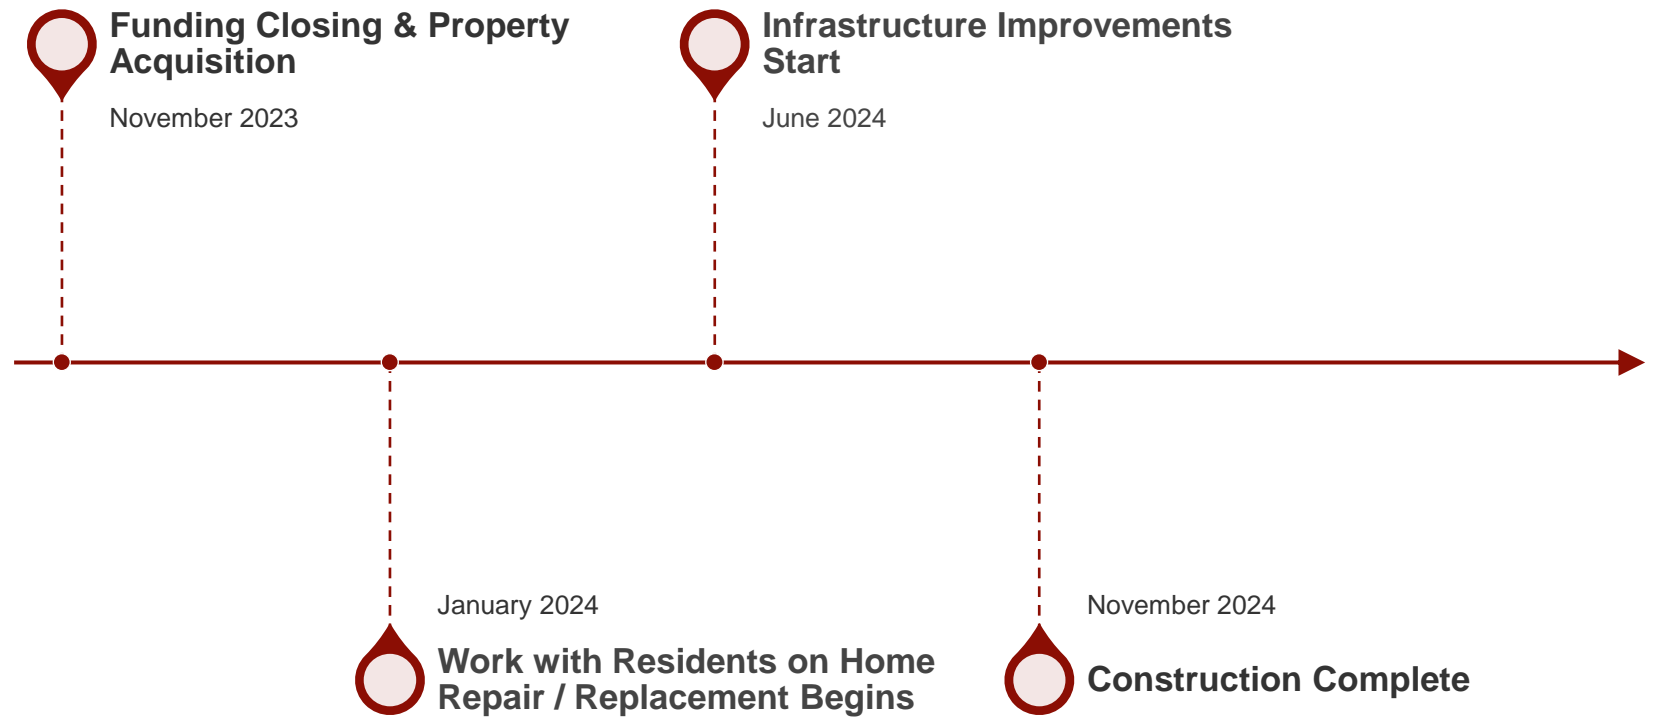 Funding Closing & Property
Acquisition
November 2023
Infrastructure Improvements
Start
June 2024
January 2024
Work with Residents on Home
Repair / Replacement Begins
November 2024
Construction Complete